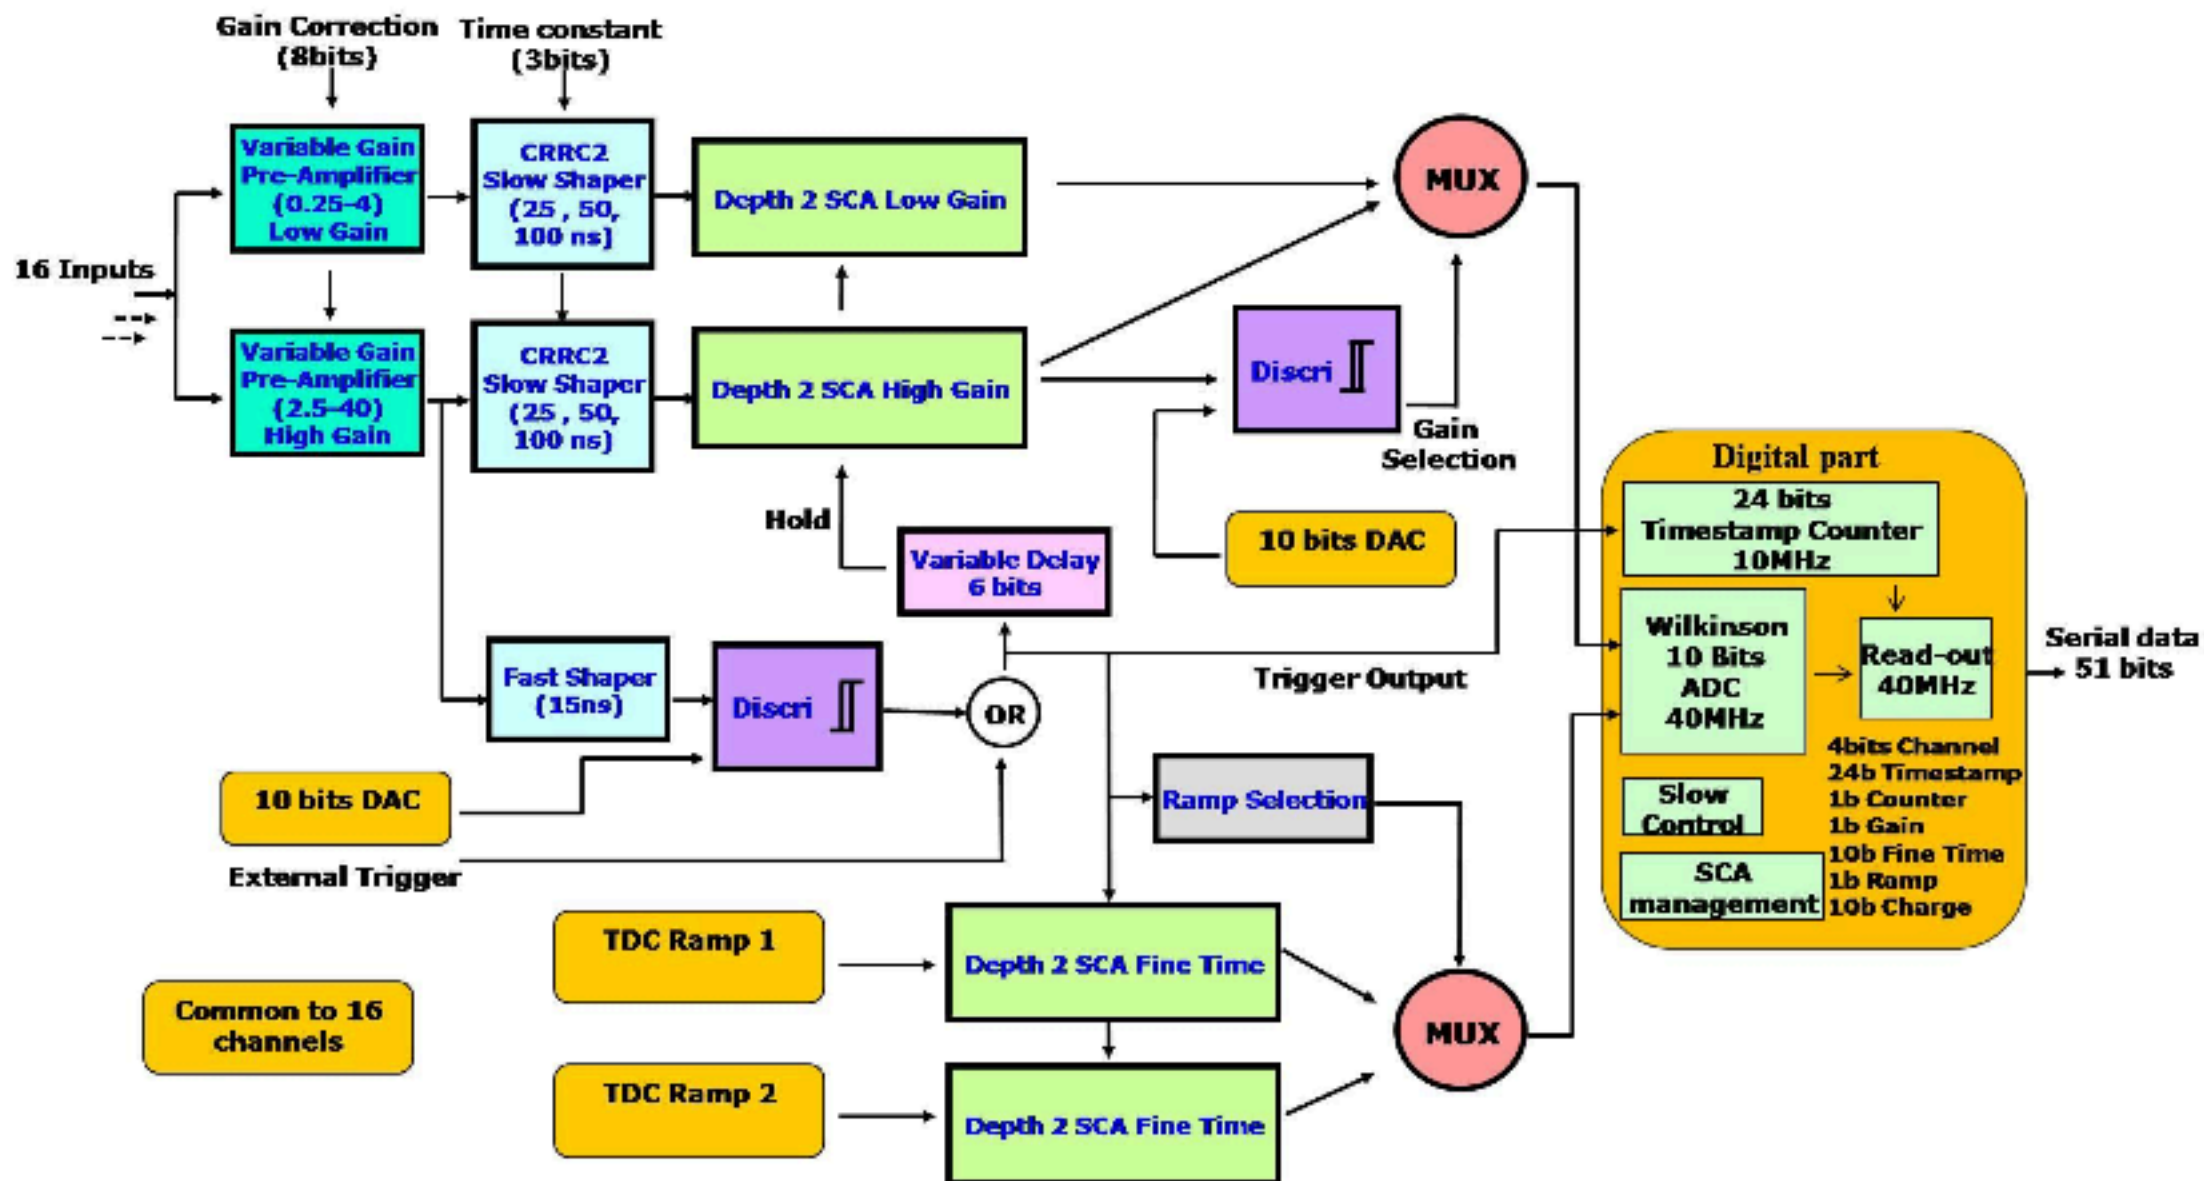 Gain Correction
(8bits)
Time constant
(3bits)
Variable Gain
Pre-Amplifier
(0.25-4)
Low Gain
CRRC2
Slow Shaper
(25 , 50,
100 ns)
Depth 2 SCA Low Gain
MUX
16 Inputs
Variable Gain
Pre-Amplifier
(2.5-40)
High Gain
CRRC2
Slow Shaper
(25 , 50,
100 ns)
Depth 2 SCA High Gain
Discri
Gain
Selection
Hold
Variable Delay
6 bits
10 bits DAC
Digital part
24 bits
Timestamp Counter
10MHz
Wilkinson
10 Bits
ADC
40MHz
Read-out
40MHz
Serial data
51 bits
Fast Shaper
(15ns)
Discri
OR
Trigger Output
10 bits DAC
External Trigger
Ramp Selection
Slow
Control
SCA
management
4bits Channel
24b Timestamp
1b Counter
1b Gain
10b Fine Time
1b Ramp
10b Charge
TDC Ramp 1
Depth 2 SCA Fine Time
MUX
Common to 16
channels
TDC Ramp 2
Depth 2 SCA Fine Time